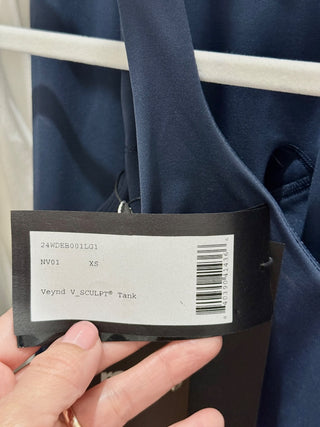 24WDEB001LG1
NV01 XS
Veynd V_SCULPT® Tank